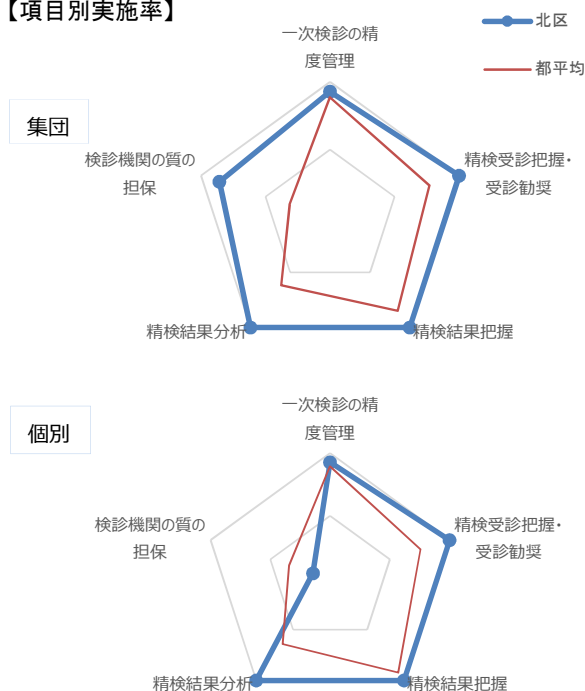 【項目別実施率】
北区
都平均
集団
一次検診の精
度管理
検診機関の質の
担保
精検受診把握・
受診勧奨
精検結果分析
精検結果把握
個別
一次検診の精
度管理
検診機関の質の
担保
精検受診把握・
受診勧奨
精検結果分析
精検結果把握